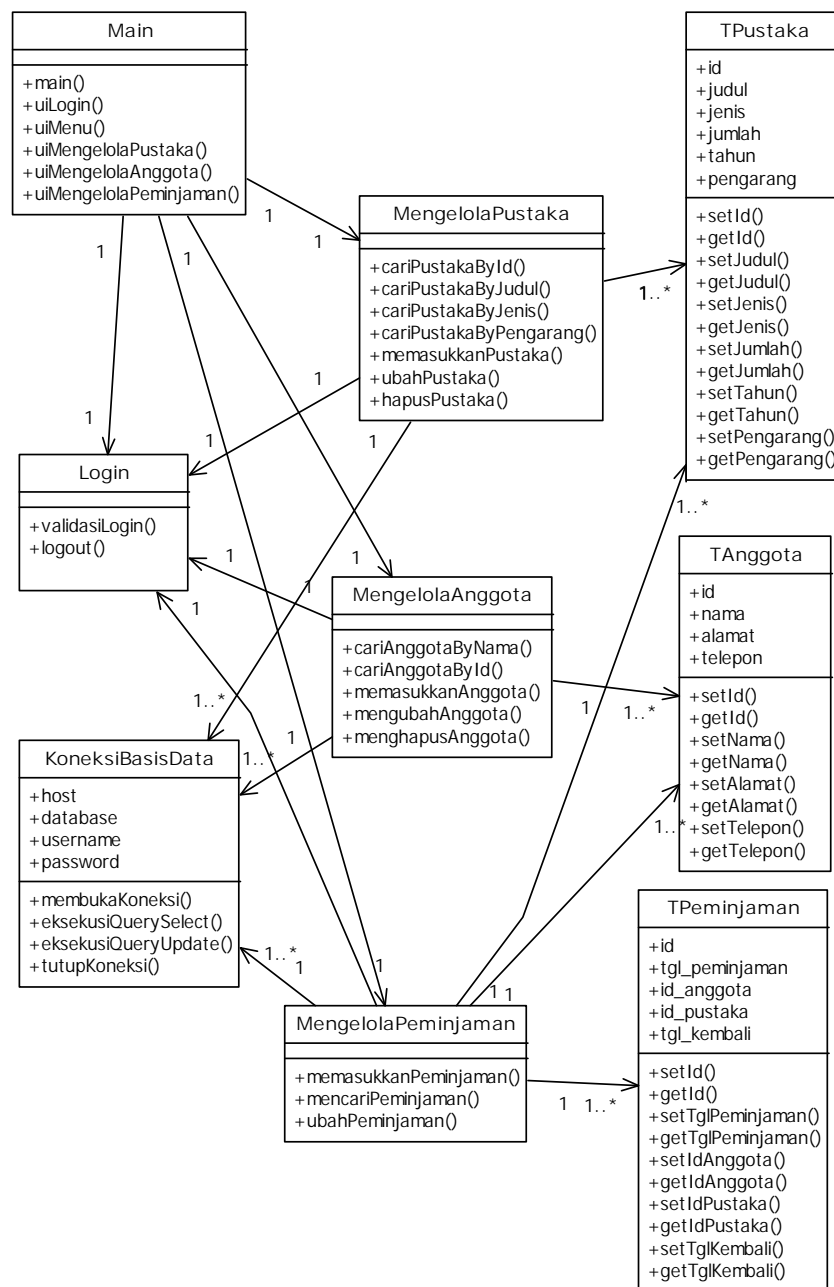 Main
+main()
+uiLogin()
+uiMenu()
+uiMengelolaPustaka()
+uiMengelolaAnggota()
+uiMengelolaPeminjaman()
1
1
1
1
1
1
1
1
TPustaka
+id
+judul
+jenis
+jumlah
+tahun
+pengarang
+setId()
+getId()
+setJudul()
+getJudul()
+setJenis()
+getJenis()
+setJumlah()
+getJumlah()
+setTahun()
+getTahun()
+setPengarang()
+getPengarang()
MengelolaPustaka
+cariPustakaById()
+cariPustakaByJudul()
+cariPustakaByJenis()
+cariPustakaByPengarang()
+memasukkanPustaka()
+ubahPustaka()
+hapusPustaka()
1..*
1
1
1
1..*
Login
+validasiLogin()
+logout()
1
1
1
MengelolaAnggota
+cariAnggotaByNama()
+cariAnggotaById()
+memasukkanAnggota()
+mengubahAnggota()
+menghapusAnggota()
1
1..*
1..*
TAnggota
+id
+nama
+alamat
+telepon
+setId()
+getId()
+setNama()
+getNama()
+setAlamat()
+getAlamat()
+setTelepon()
+getTelepon()
1..*
KoneksiBasisData
+host
+database
+username
+password
+membukaKoneksi()
+eksekusiQuerySelect()
+eksekusiQueryUpdate()
+tutupKoneksi()
1..*
1
1..*
MengelolaPeminjaman
+memasukkanPeminjaman()
+mencariPeminjaman()
+ubahPeminjaman()
1
1
1
1..*
TPeminjaman
+id
+tgl_peminjaman
+id_anggota
+id_pustaka
+tgl_kembali
+setId()
+getId()
+setTglPeminjaman()
+getTglPeminjaman()
+setIdAnggota()
+getIdAnggota()
+setIdPustaka()
+getIdPustaka()
+setTglKembali()
+getTglKembali()